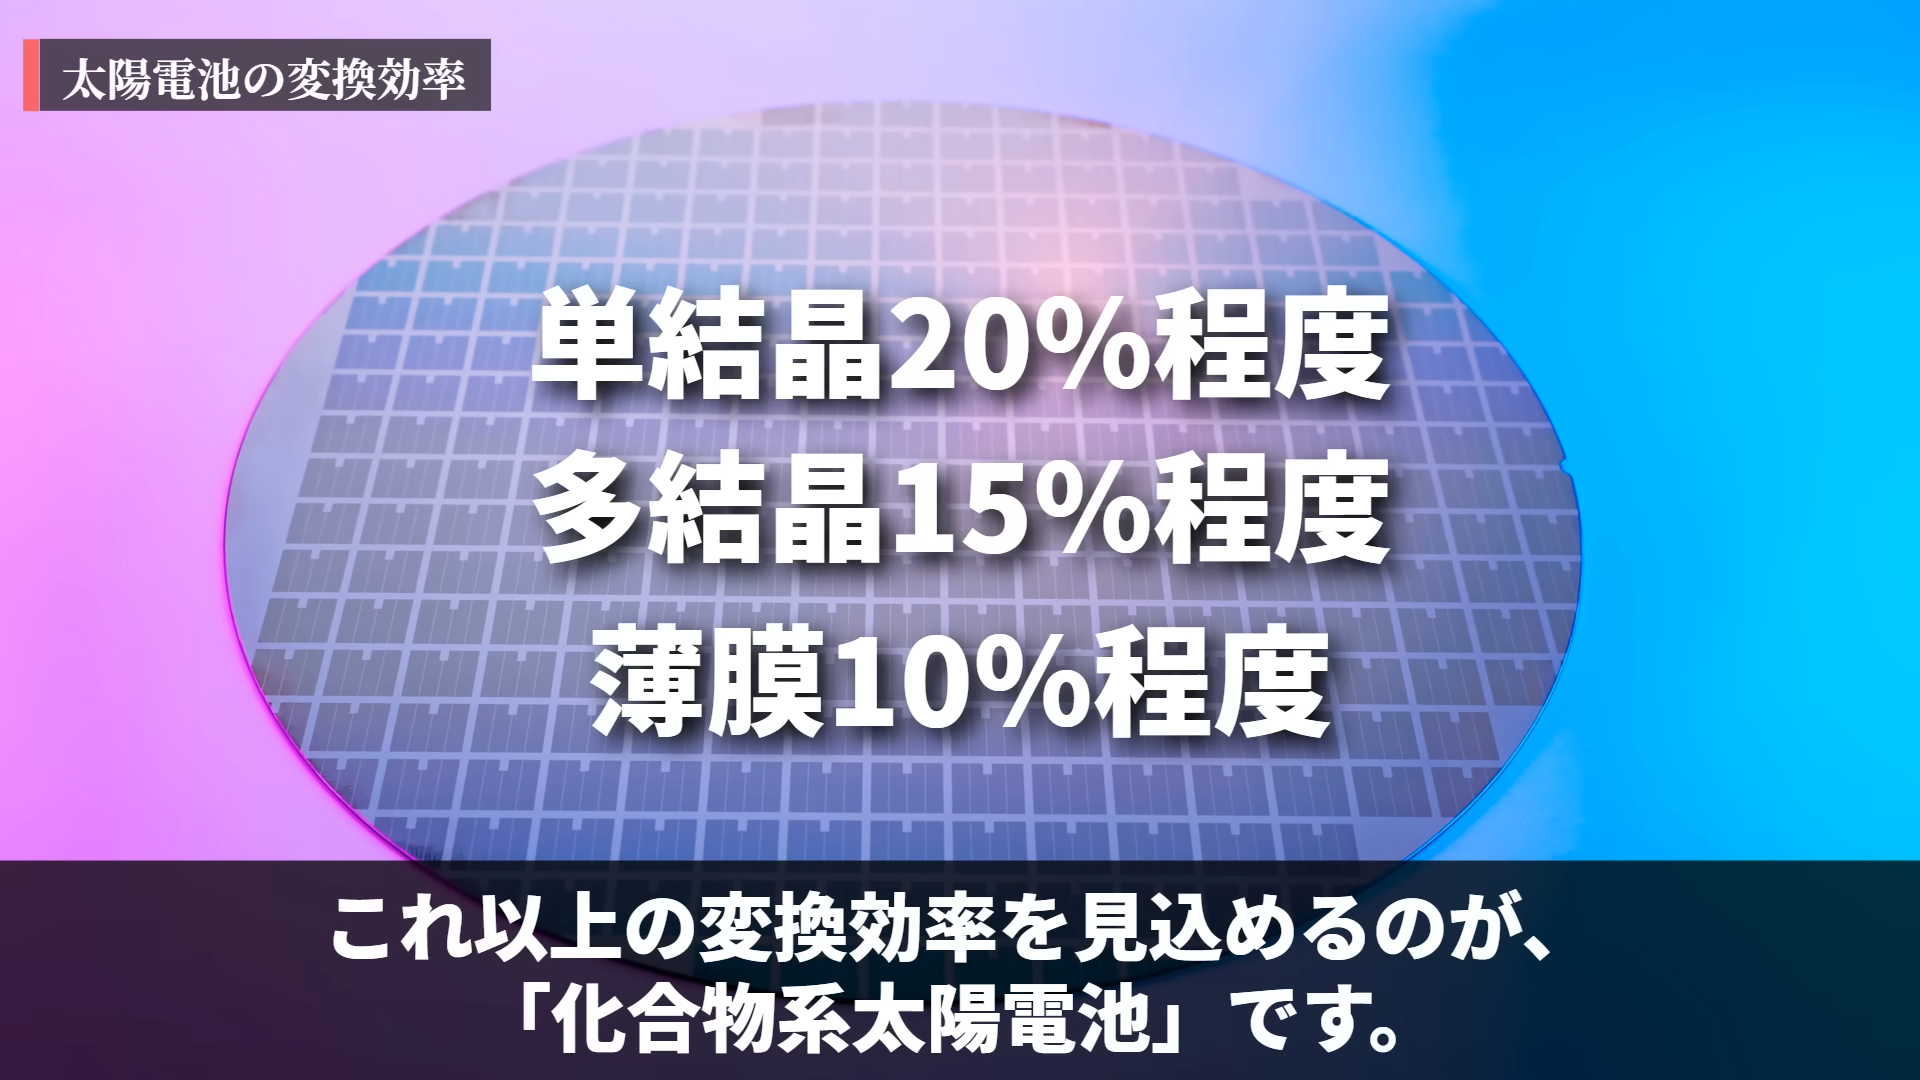 太陽電池の変換効率
単結晶20%程度
多結晶15%程度
薄膜10%程度
これ以上の変換効率を見込めるのが、
「化合物系太陽電池」です。